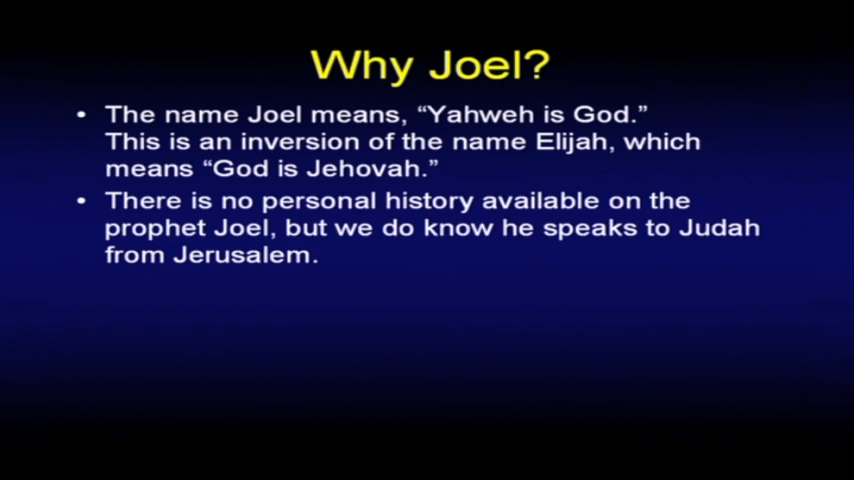 Why Joel?
• The name Joel means, “Yahweh is God.”
This is an inversion of the name Elijah, which
means “God is Jehovah.”
• There is no personal history available on the
prophet Joel, but we do know he speaks to Judah
from Jerusalem.